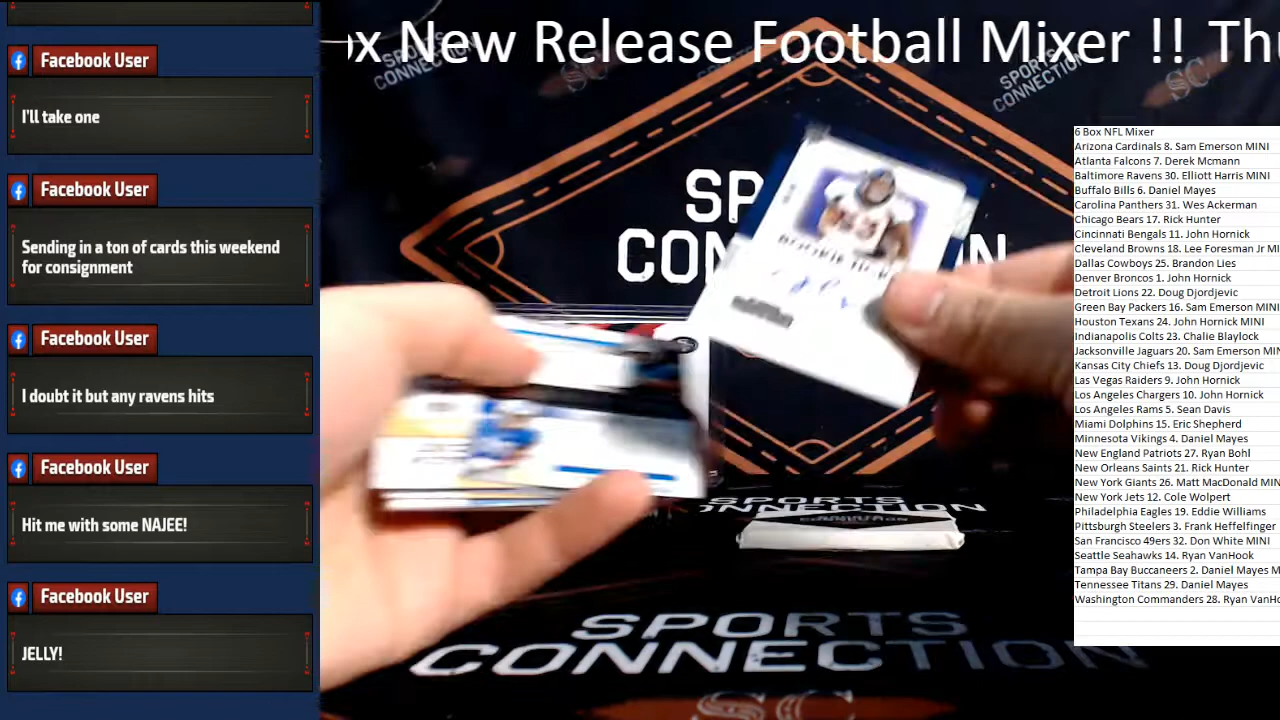 x New Release Football Mixer !! Thu
Facebook User
I'll take one
Facebook User
Sending in a ton of cards this weekend
for consignment
Facebook User
I doubt it but any ravens hits
Facebook User
Hit me with some NAJEE!
Facebook User
JELLY!
SPORTS
CONNECTION
SC
SPORTS
CONNECTION
SC
SP
CON
N
ROOKIE TICK
SPORTS
CONNECTION
SC
6 Box NFL Mixer
Arizona Cardinals 8. Sam Emerson MINI
Atlanta Falcons 7. Derek Mcmann
Baltimore Ravens 30. Elliott Harris MINI
Buffalo Bills 6. Daniel Mayes
Carolina Panthers 31. Wes Ackerman
Chicago Bears 17. Rick Hunter
Cincinnati Bengals 11. John Hornick
Cleveland Browns 18. Lee Foresman Jr MI
Dallas Cowboys 25. Brandon Lies
Denver Broncos 1. John Hornick
Detroit Lions 22. Doug Djordjevic
Green Bay Packers 16. Sam Emerson MINI
Houston Texans 24. John Hornick MINI
Indianapolis Colts 23. Chalie Blaylock
Jacksonville Jaguars 20. Sam Emerson MIN
Kansas City Chiefs 13. Doug Djordjevic
Las Vegas Raiders 9. John Hornick
Los Angeles Chargers 10. John Hornick
Los Angeles Rams 5. Sean Davis
Miami Dolphins 15. Eric Shepherd
Minnesota Vikings 4. Daniel Mayes
New England Patriots 27. Ryan Bohl
New Orleans Saints 21. Rick Hunter
New York Giants 26. Matt MacDonald MIN
New York Jets 12. Cole Wolpert
Philadelphia Eagles 19. Eddie Williams
Pittsburgh Steelers 3. Frank Heffelfinger
San Francisco 49ers 32. Don White MINI
Seattle Seahawks 14. Ryan VanHook
Tampa Bay Buccaneers 2. Daniel Mayes M
Tennessee Titans 29. Daniel Mayes
Washington Commanders 28. Ryan VanHo